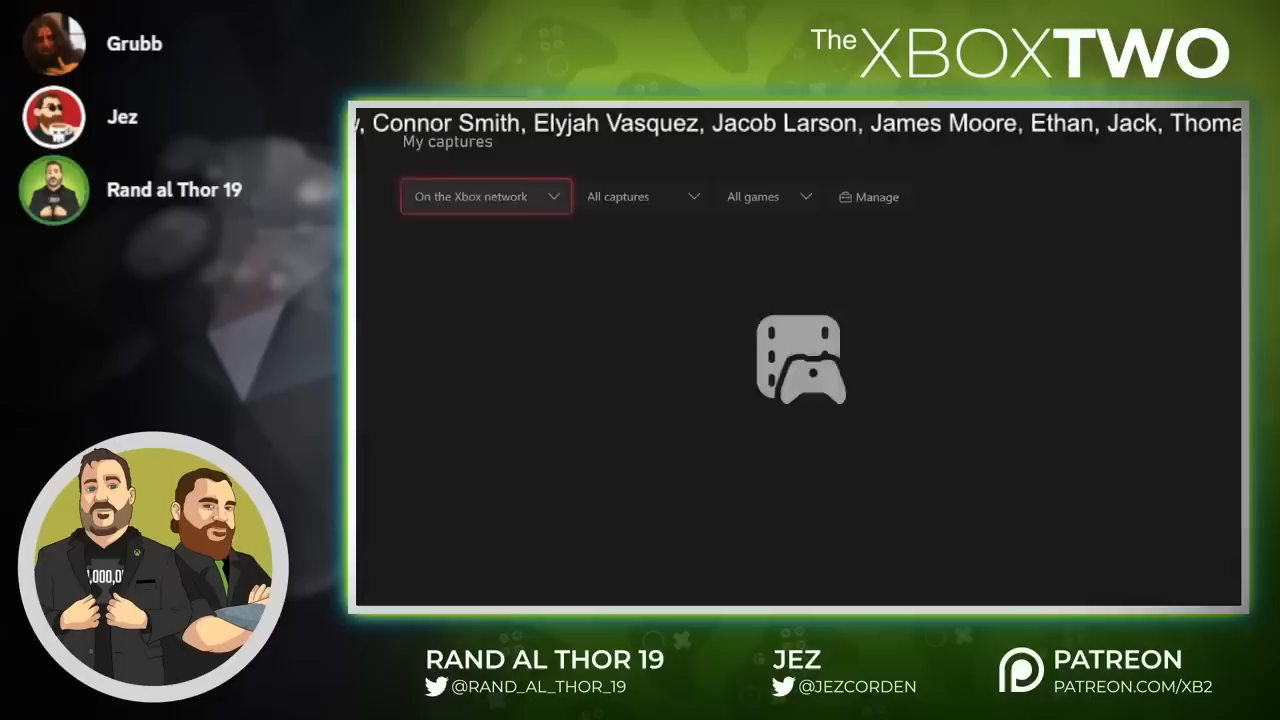 Grubb
Jez
Rand al Thor 19
The XBOXTWO
, Connor Smith, Elyjah Vasquez, Jacob Larson, James Moore, Ethan, Jack, Thoma
My captures
On the Xbox network
All captures
All games
Manage
,000,0
RAND AL THOR 19
@RAND_AL_THOR_19
JEZ
@JEZCORDEN
PATREON
PATREON.COM/XB2